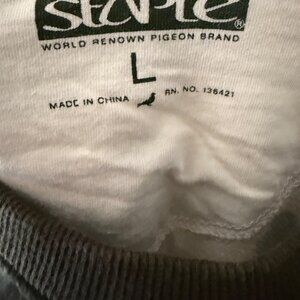 staple®
WORLD RENOWN PIGEON BRAND
L
MADE IN CHINA RN. NO. 136421